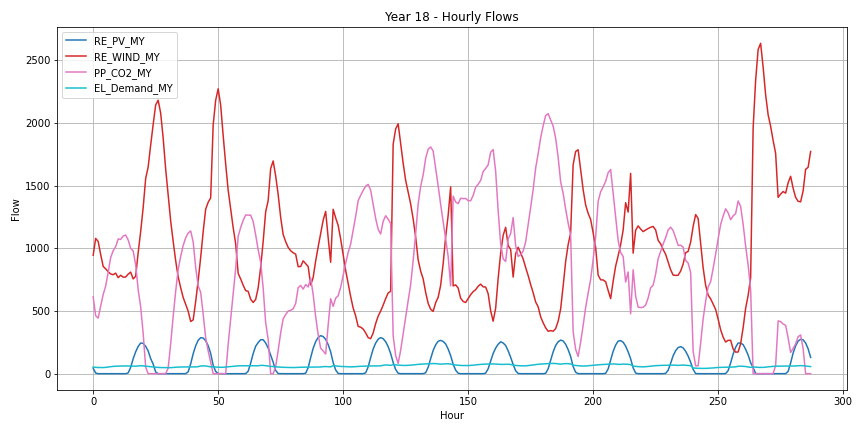 Year 18 - Hourly Flows
RE_PV_MY
RE_WIND_MY
PP_CO2_MY
EL_Demand_MY
Flow
2500
2000
1500
1000
500
0
0 50 100 150 200 250 300
Hour